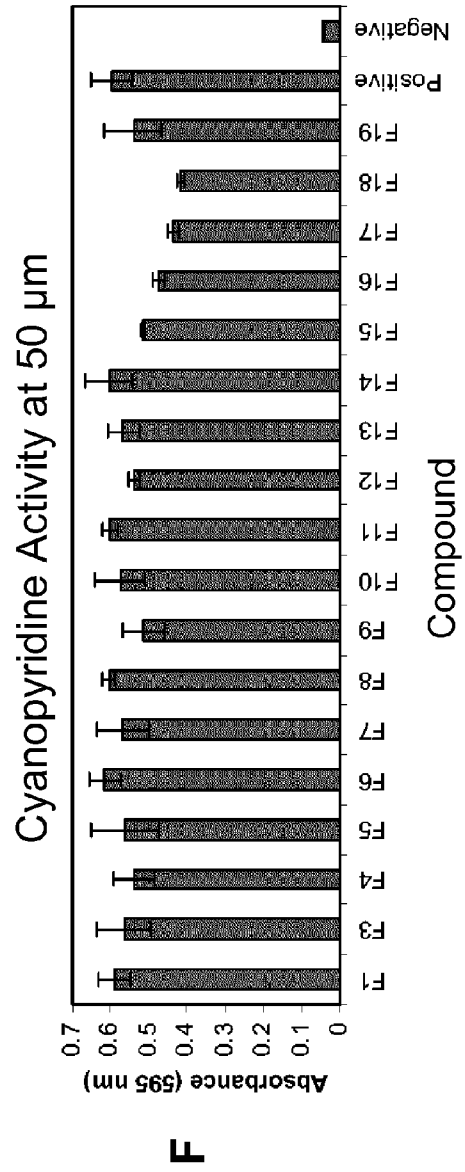 F
Cyanopyridine Activity at 50 µm
Absorbance (595 nm)
0.7
0.6
0.5
0.4
0.3
0.2
0.1
0
F1
F3
F4
F5
F6
F7
F8
F9
F10
F11
F12
F13
F14
F15
F16
F17
F18
F19
Positive
Negative
Compound